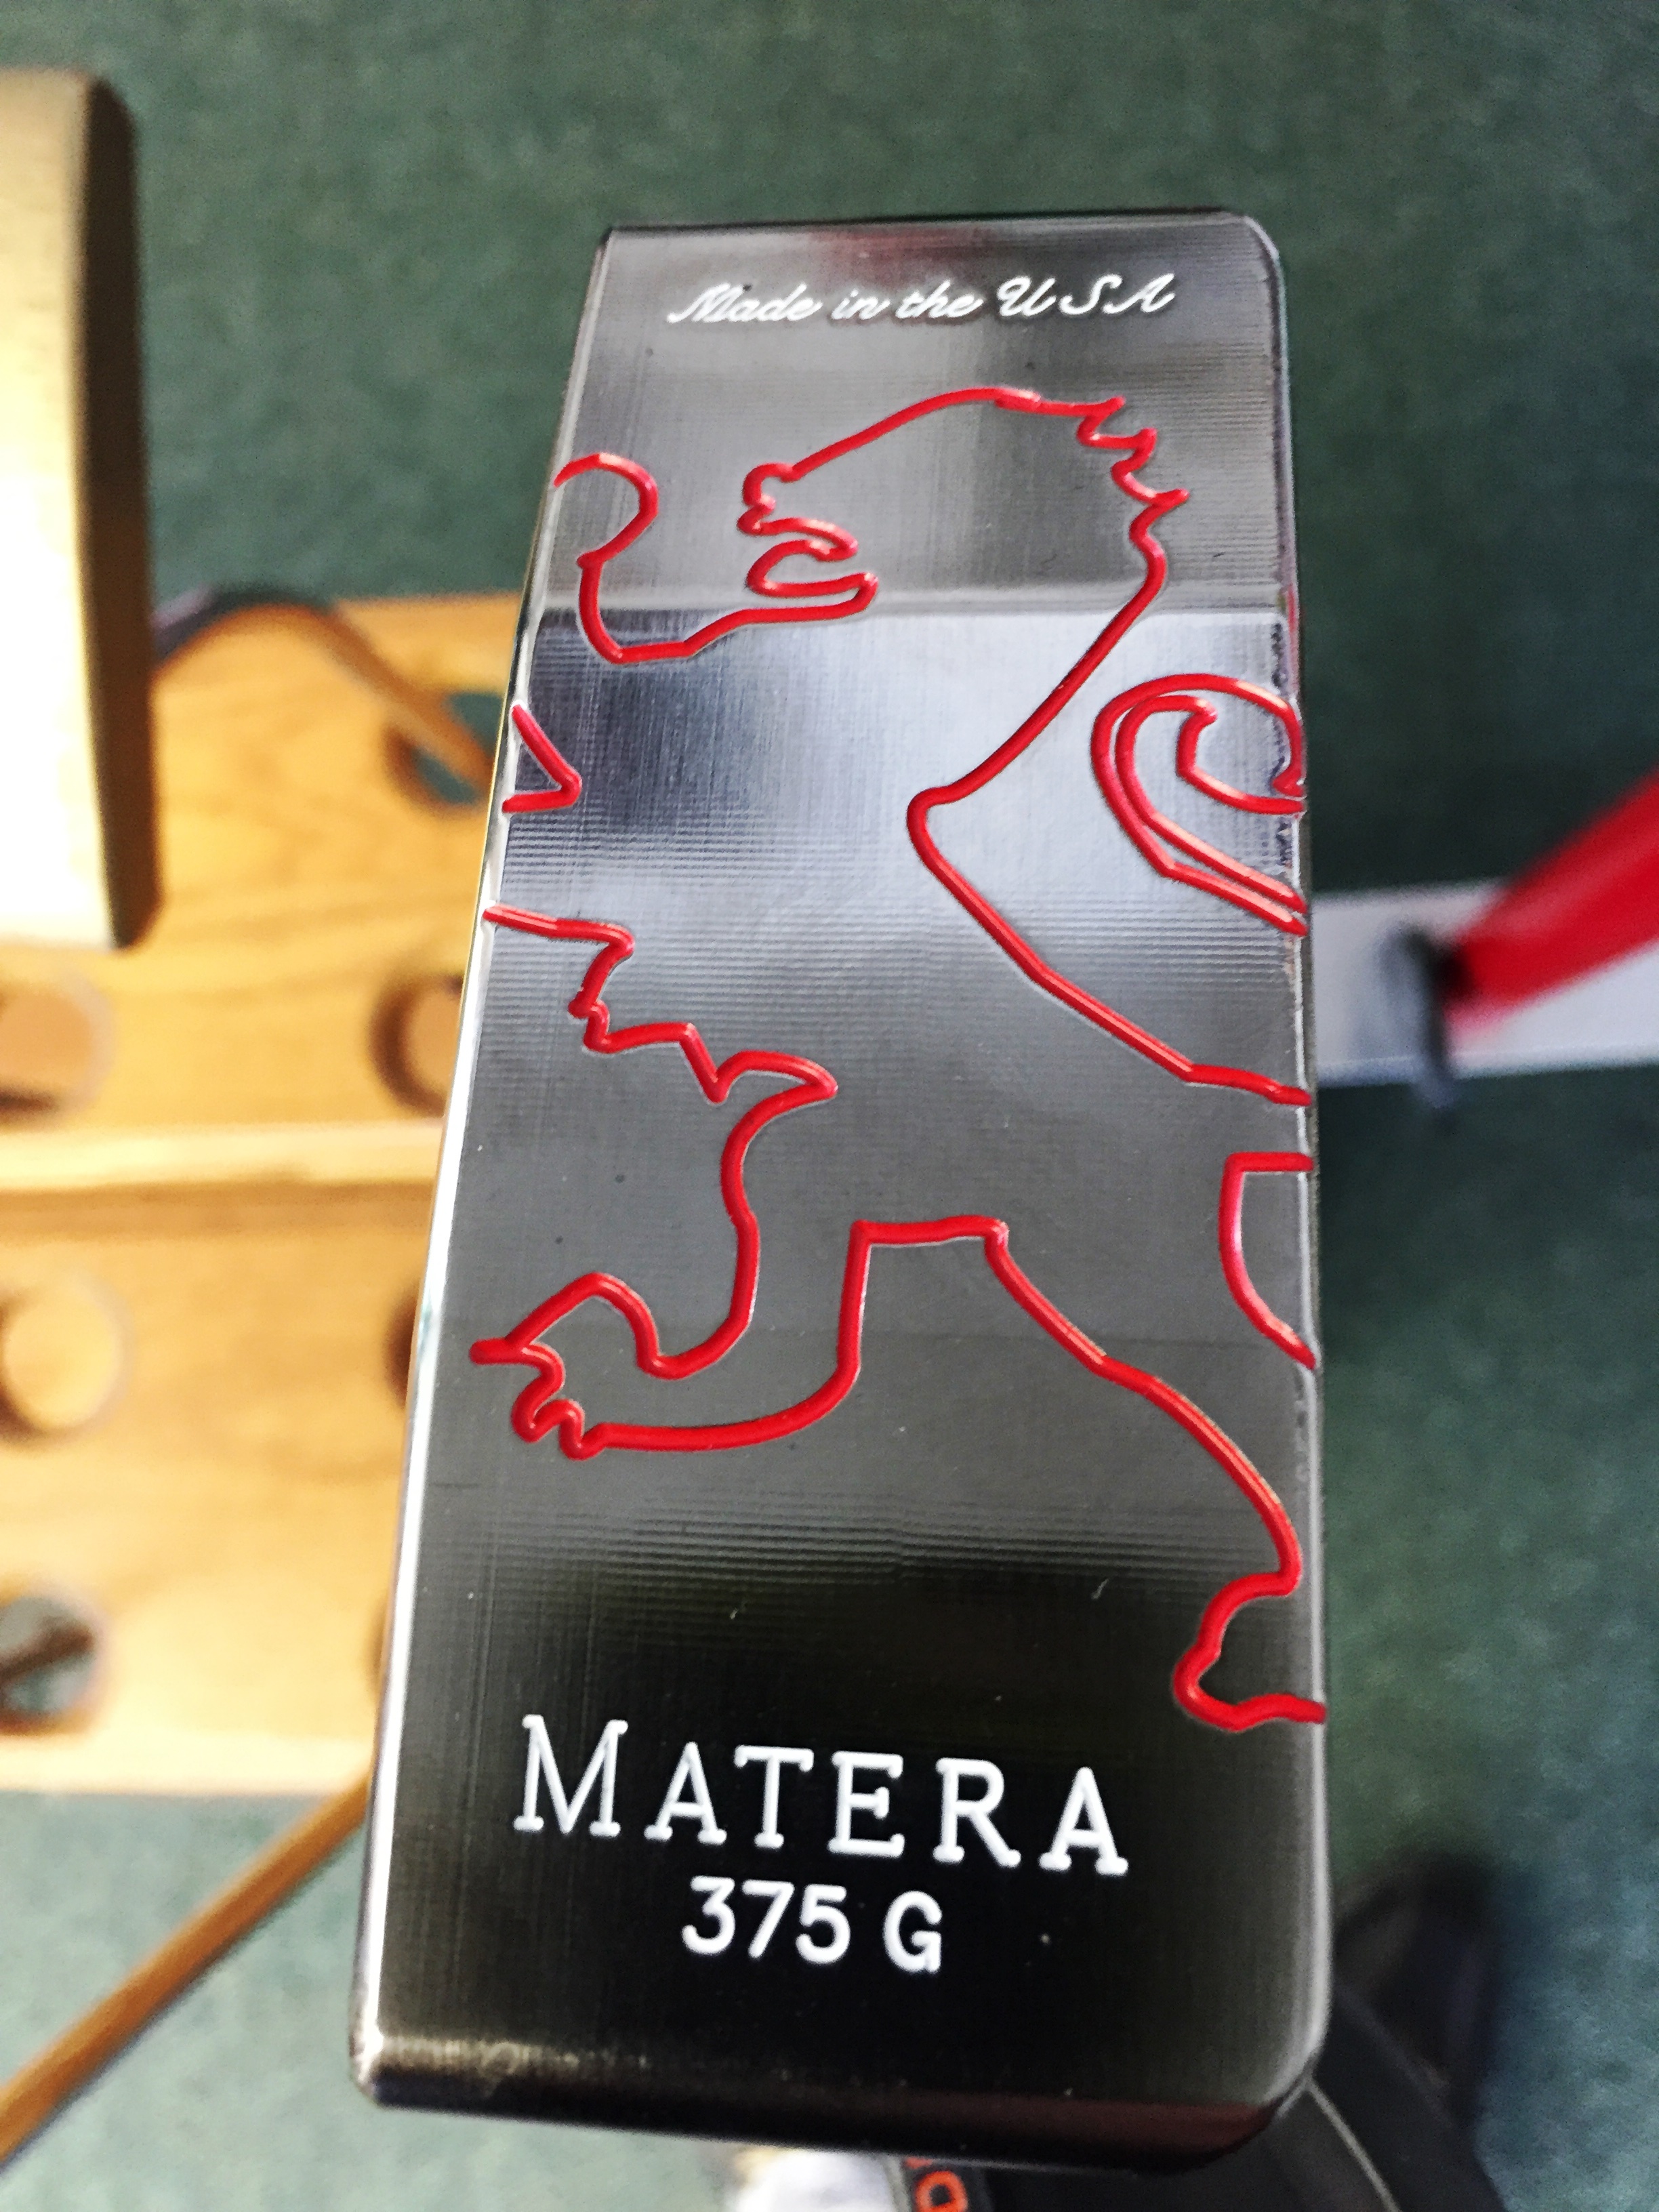 Made in the USA
MATERA
375 G